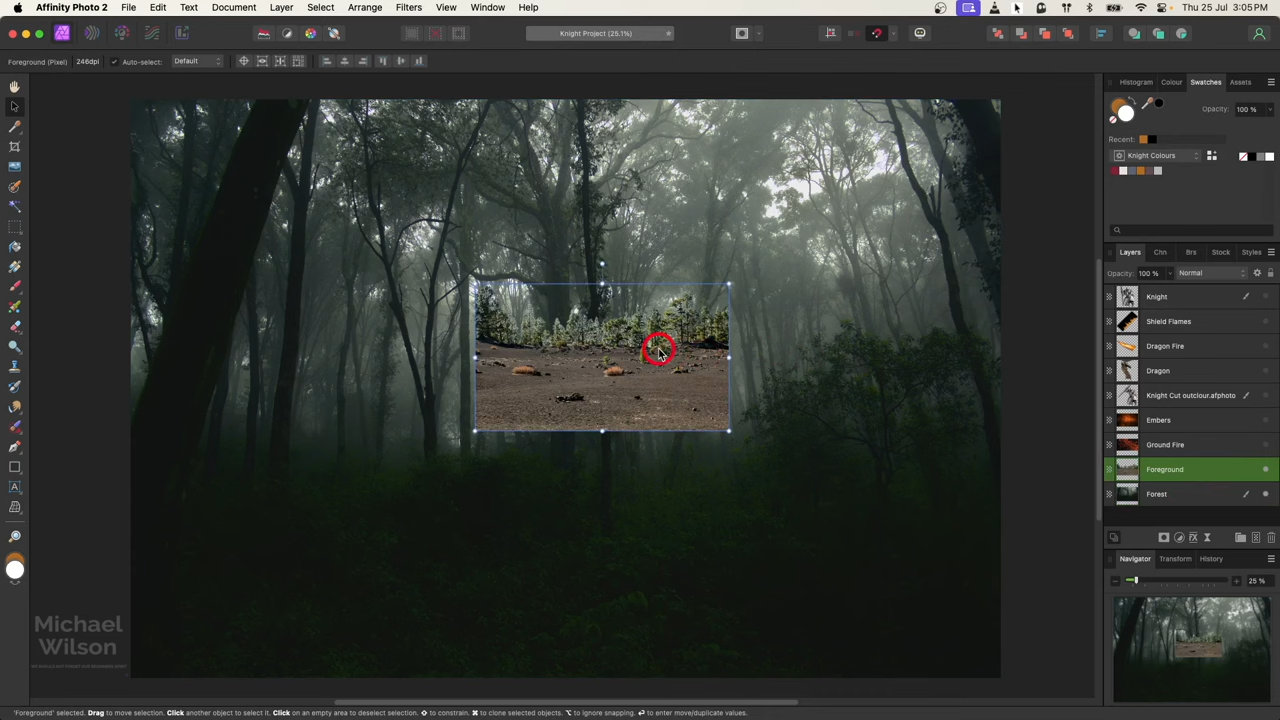 Affinity Photo 2 File Edit Text Document Layer Select Arrange Filters View Window Help Thu 25 Jul 3:05 PM
Knight Project (25.1%)
Foreground (Pixel) 246dpi Auto-select: Default
Histogram Colour Swatches Assets
Opacity: 100 %
Recent:
Knight Colours
Layers Chn Brs Stock Styles
Opacity: 100 % Normal
Knight
Shield Flames
Dragon Fire
Dragon
Knight Cut outclour.afphoto
Embers
Ground Fire
Foreground
Forest
Navigator Transform History
25 %
Michael
Wilson
'Foreground' selected. Drag to move selection. Click another object to select it. Click on an empty area to deselect selection. ⇧ to constrain. ⌘ to clone selected objects. ⌥ to ignore snapping. ↩ to enter move/duplicate values.